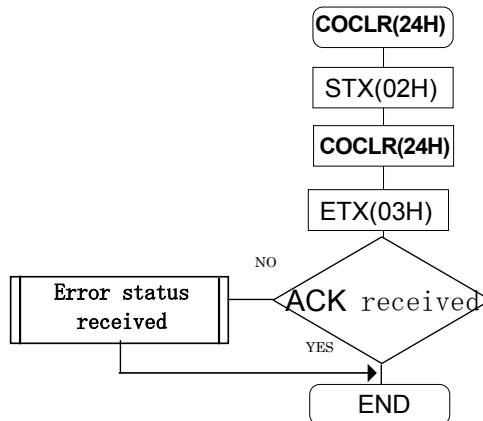 COCLR(24H)
STX(02H)
COCLR(24H)
ETX(03H)
NO
ACK received
Error status
received
YES
END